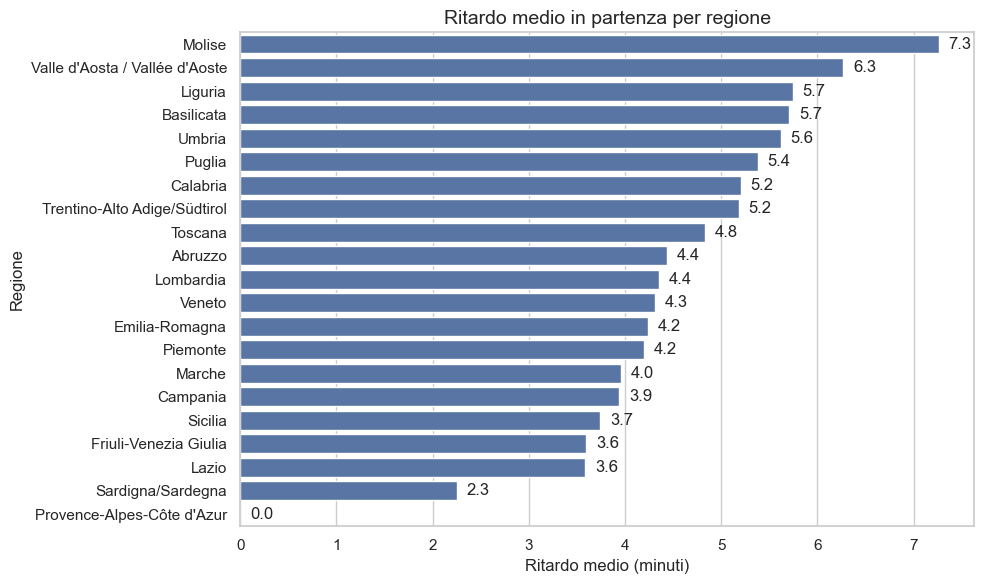 Ritardo medio in partenza per regione
Regione
Molise 7.3
Valle d'Aosta / Vallée d'Aoste 6.3
Liguria 5.7
Basilicata 5.7
Umbria 5.6
Puglia 5.4
Calabria 5.2
Trentino-Alto Adige/Südtirol 5.2
Toscana 4.8
Abruzzo 4.4
Lombardia 4.4
Veneto 4.3
Emilia-Romagna 4.2
Piemonte 4.2
Marche 4.0
Campania 3.9
Sicilia 3.7
Friuli-Venezia Giulia 3.6
Lazio 3.6
Sardigna/Sardegna 2.3
Provence-Alpes-Côte d'Azur 0.0
0 1 2 3 4 5 6 7
Ritardo medio (minuti)